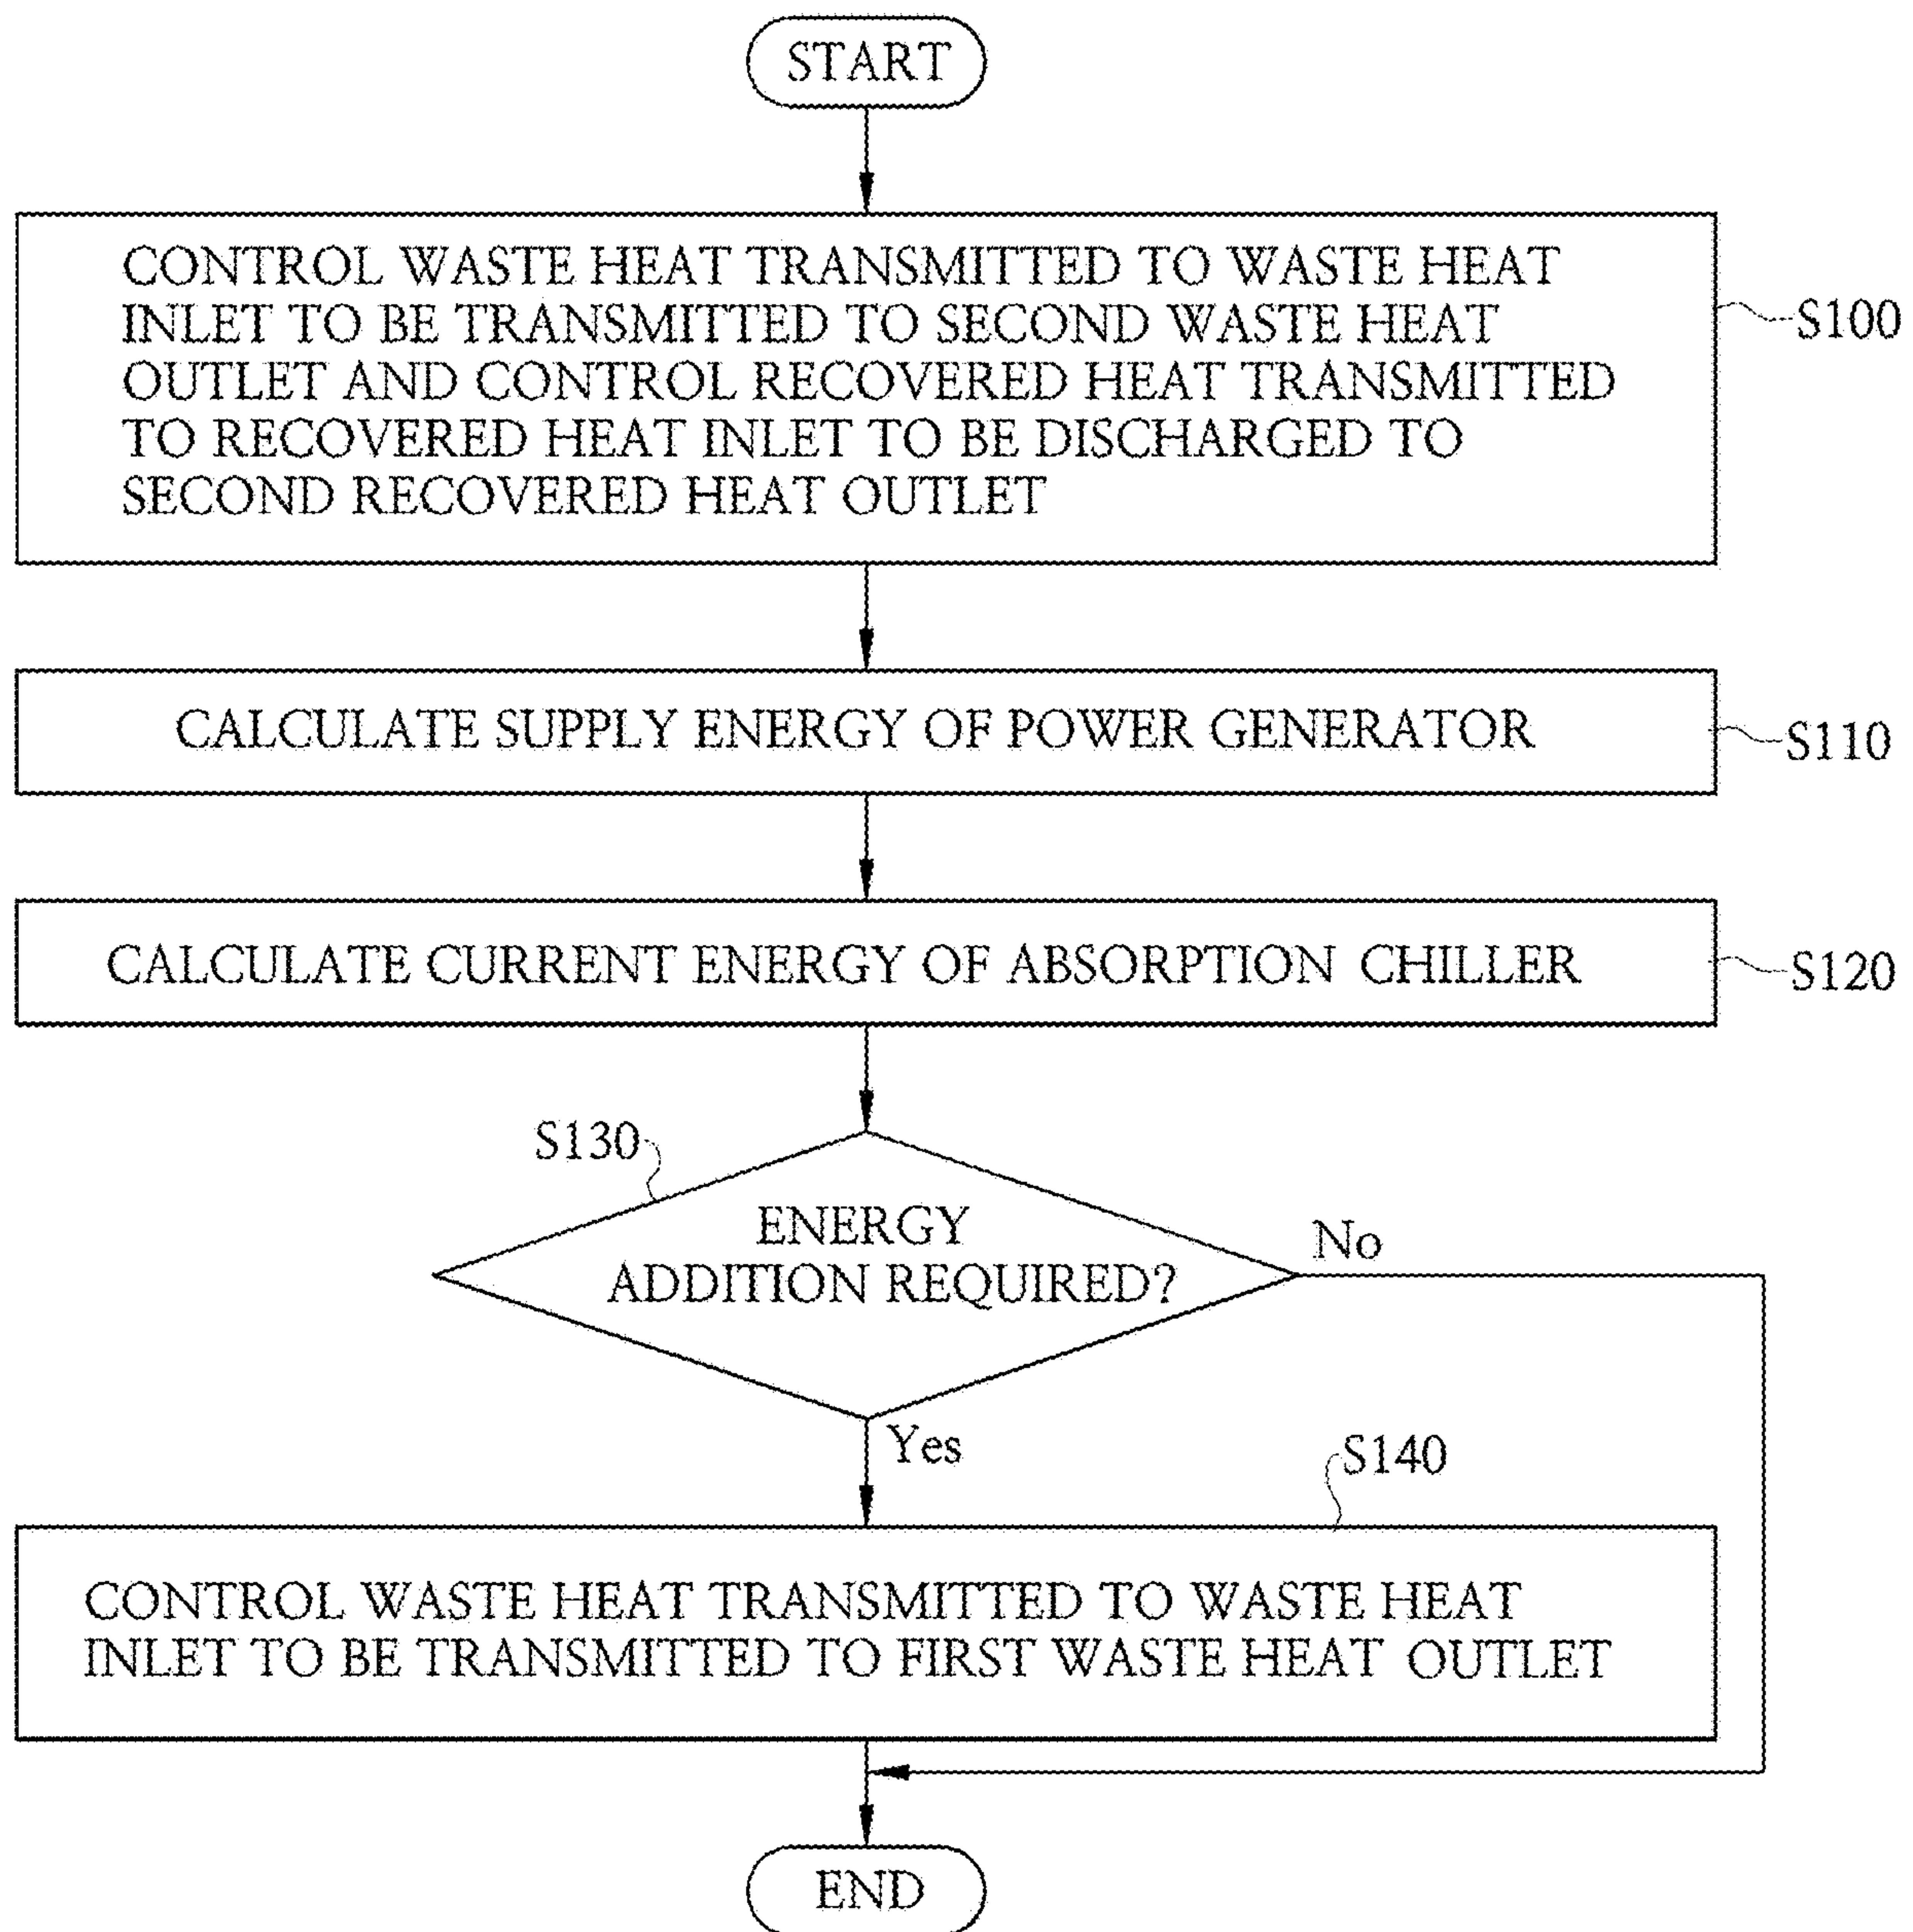 START
CONTROL WASTE HEAT TRANSMITTED TO WASTE HEAT
INLET TO BE TRANSMITTED TO SECOND WASTE HEAT
OUTLET AND CONTROL RECOVERED HEAT TRANSMITTED
TO RECOVERED HEAT INLET TO BE DISCHARGED TO
SECOND RECOVERED HEAT OUTLET
S100
CALCULATE SUPPLY ENERGY OF POWER GENERATOR
S110
CALCULATE CURRENT ENERGY OF ABSORPTION CHILLER
S120
S130
ENERGY
ADDITION REQUIRED?
No
Yes
S140
CONTROL WASTE HEAT TRANSMITTED TO WASTE HEAT
INLET TO BE TRANSMITTED TO FIRST WASTE HEAT OUTLET
END